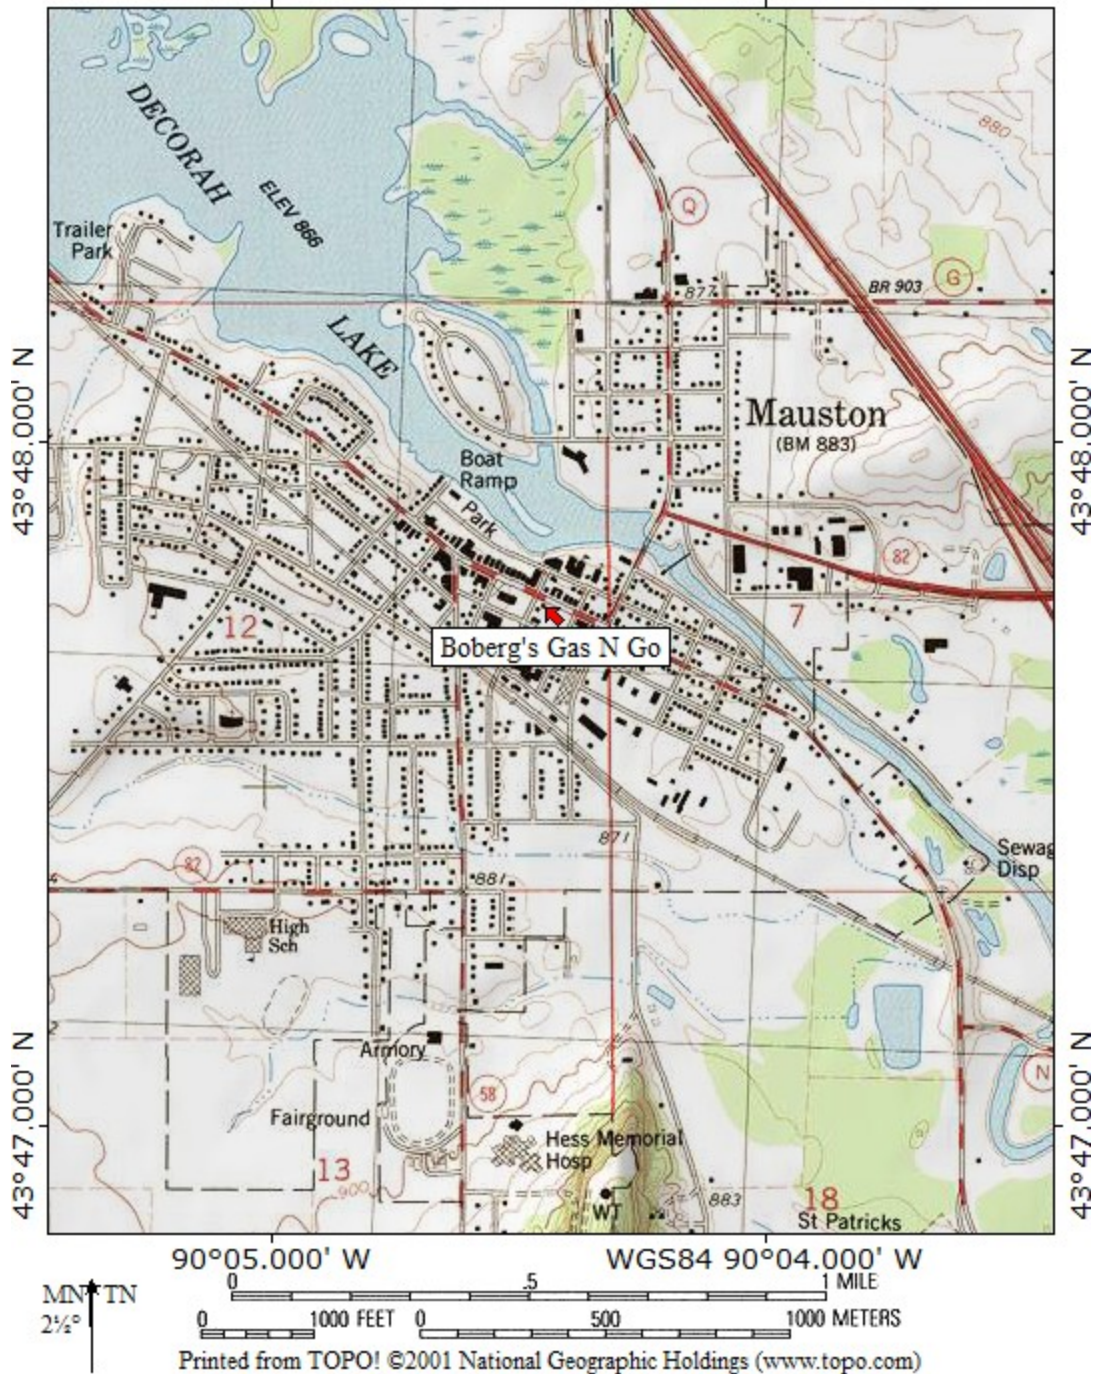 DECORAH
LAKE
ELEV 866
Trailer
Park
Q
880
G
BR 903
877
43°48.000' N
43°48.000' N
Mauston
(BM 883)
Boat
Ramp
Park
82
12
7
Boberg's Gas N Go
871
Sewag
Disp
82
4
881
High
Sch
2
Armory
N
58
Fairground
43°47.000' N
43°47.000' N
Hess Memorial
Hosp
13
900
WT
883
18
St Patricks
90°05.000' W
WGS84 90°04.000' W
MN TN
2½°
0 .5 1 MILE
0 1000 FEET 0 500 1000 METERS
Printed from TOPO! ©2001 National Geographic Holdings (www.topo.com)